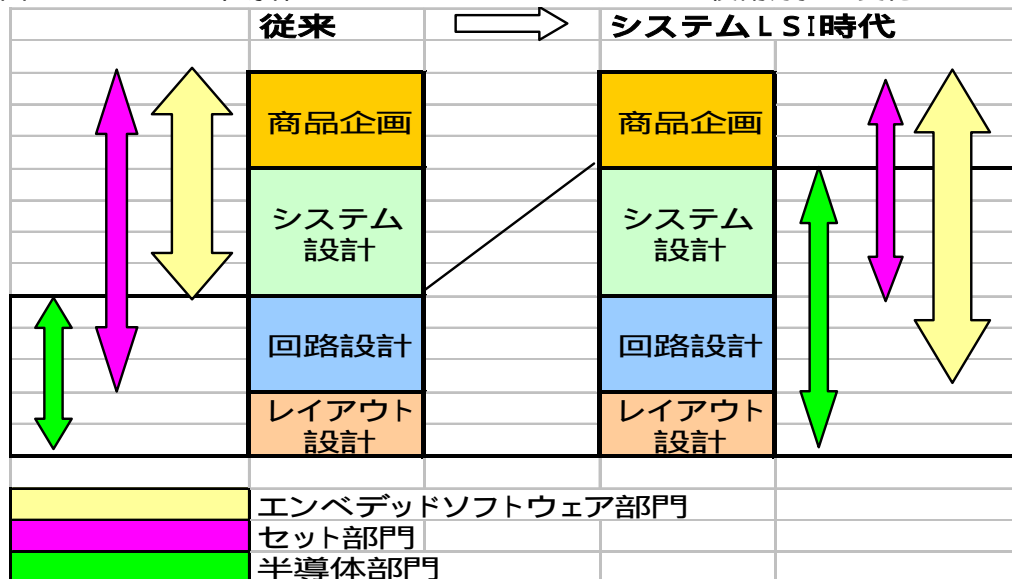 従来
システムLSI時代
商品企画
商品企画
システム
設計
システム
設計
回路設計
回路設計
レイアウト
設計
レイアウト
設計
エンベデッドソフトウェア部門
セット部門
半導体部門